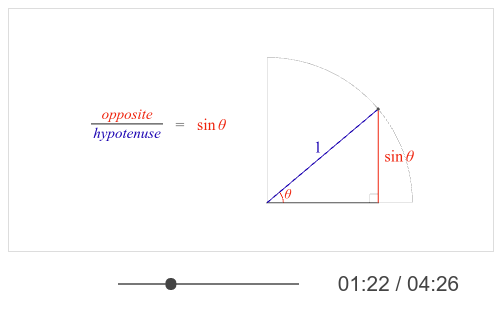 opposite
hypotenuse
= sin θ
1
sin θ
θ
01:22 / 04:26